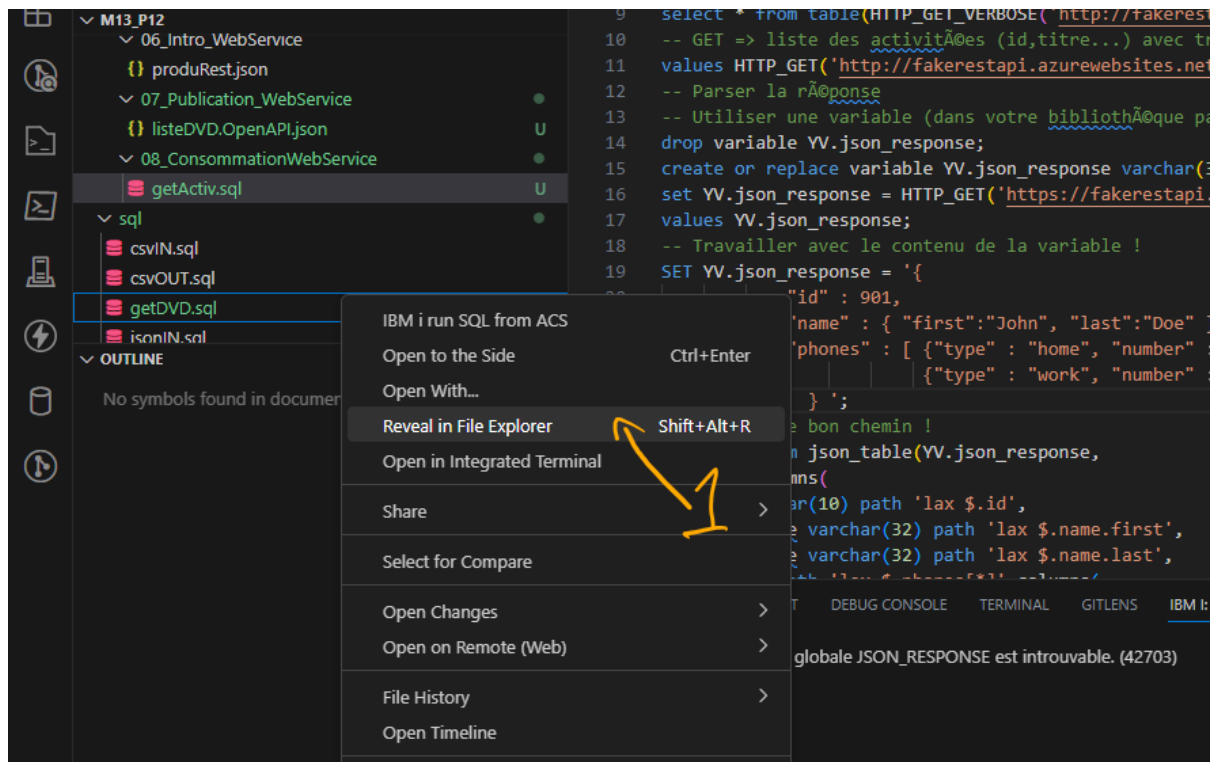 M13_P12
06_Intro_WebService
{} produRest.json
07_Publication_WebService
{} listeDVD.OpenAPI.json U
08_ConsommationWebService
getActiv.sql U
sql
csvIN.sql
csvOUT.sql
getDVD.sql
jsonIN.sql
OUTLINE
No symbols found in documen
IBM i run SQL from ACS
Open to the Side Ctrl+Enter
Open With...
Reveal in File Explorer Shift+Alt+R
Open in Integrated Terminal
Share
Select for Compare
Open Changes
Open on Remote (Web)
File History
Open Timeline
1
9 select * from table(HTTP_GET_VERBOSE('http://fakerest
10 -- GET => liste des activitÃ©es (id,titre...) avec tr
11 values HTTP_GET('http://fakerestapi.azurewebsites.net
12 -- Parser la rÃ©ponse
13 -- Utiliser une variable (dans votre bibliothÃ©que pa
14 drop variable YV.json_response;
15 create or replace variable YV.json_response varchar(3
16 set YV.json_response = HTTP_GET('https://fakerestapi.
17 values YV.json_response;
18 -- Travailler avec le contenu de la variable !
19 SET YV.json_response = '{
"id" : 901,
"name" : { "first":"John", "last":"Doe" }
"phones" : [ {"type" : "home", "number" :
{"type" : "work", "number" :
} ';
e bon chemin !
json_table(YV.json_response,
mns(
ar(10) path 'lax $.id',
e varchar(32) path 'lax $.name.first',
e varchar(32) path 'lax $.name.last',
T DEBUG CONSOLE TERMINAL GITLENS IBM I:
globale JSON_RESPONSE est introuvable. (42703)